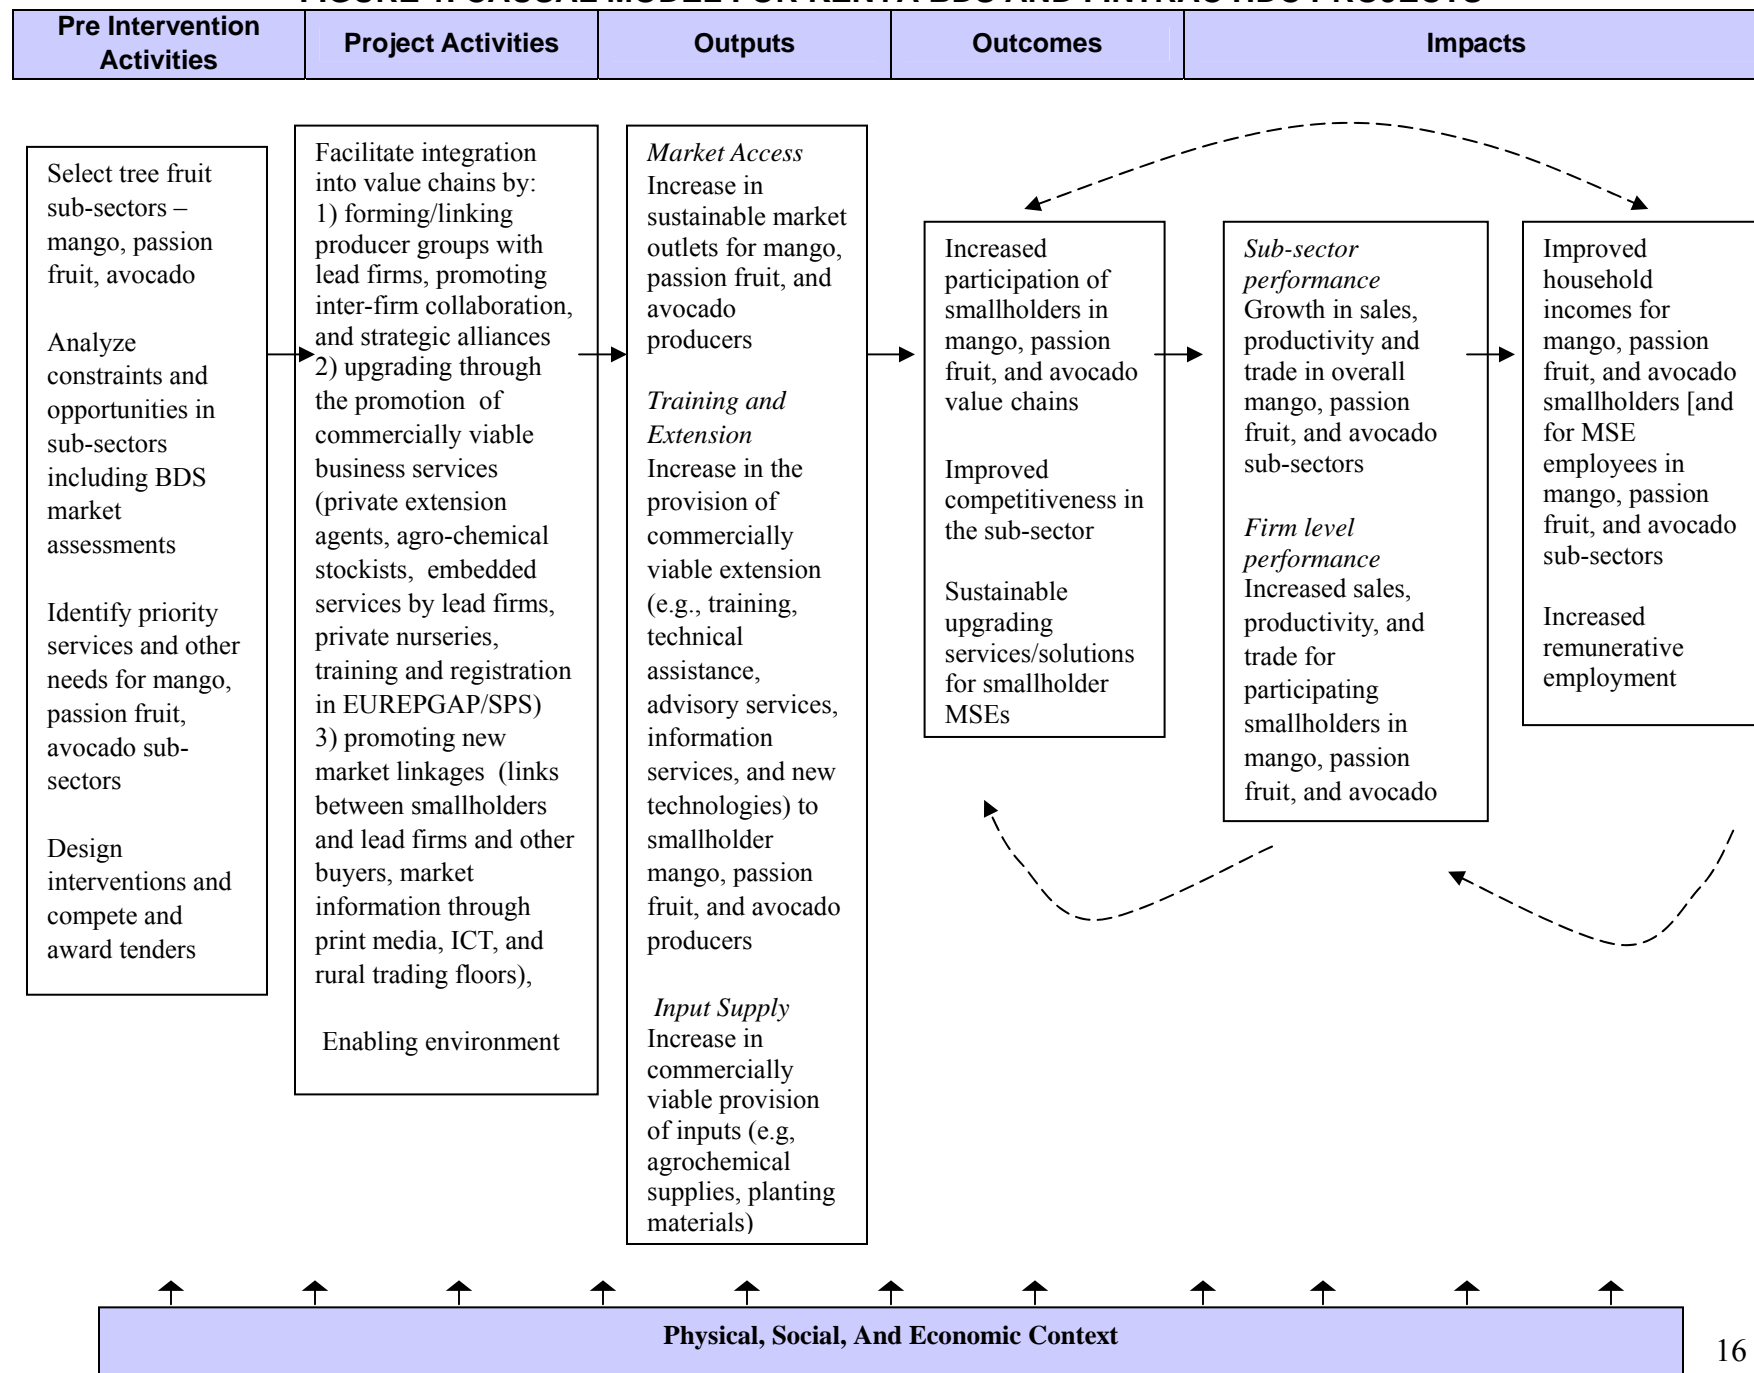 Pre Intervention
Activities
Project Activities
Outputs
Outcomes
Impacts
Select tree fruit
sub-sectors –
mango, passion
fruit, avocado
Analyze
constraints and
opportunities in
sub-sectors
including BDS
market
assessments
Identify priority
services and other
needs for mango,
passion fruit,
avocado sub-
sectors
Design
interventions and
compete and
award tenders
Facilitate integration
into value chains by:
1) forming/linking
producer groups with
lead firms, promoting
inter-firm collaboration,
and strategic alliances
2) upgrading through
the promotion of
commercially viable
business services
(private extension
agents, agro-chemical
stockists, embedded
services by lead firms,
private nurseries,
training and registration
in EUREPGAP/SPS)
3) promoting new
market linkages (links
between smallholders
and lead firms and other
buyers, market
information through
print media, ICT, and
rural trading floors),
Enabling environment
Market Access
Increase in
sustainable market
outlets for mango,
passion fruit, and
avocado
producers
Training and
Extension
Increase in the
provision of
commercially
viable extension
(e.g., training,
technical
assistance,
advisory services,
information
services, and new
technologies) to
smallholder
mango, passion
fruit, and avocado
producers
Input Supply
Increase in
commercially
viable provision
of inputs (e.g,
agrochemical
supplies, planting
materials)
Increased
participation of
smallholders in
mango, passion
fruit, and avocado
value chains
Improved
competitiveness in
the sub-sector
Sustainable
upgrading
services/solutions
for smallholder
MSEs
Sub-sector
performance
Growth in sales,
productivity and
trade in overall
mango, passion
fruit, and avocado
sub-sectors
Firm level
performance
Increased sales,
productivity, and
trade for
participating
smallholders in
mango, passion
fruit, and avocado
Improved
household
incomes for
mango, passion
fruit, and avocado
smallholders [and
for MSE
employees in
mango, passion
fruit, and avocado
sub-sectors
Increased
remunerative
employment
Physical, Social, And Economic Context
16